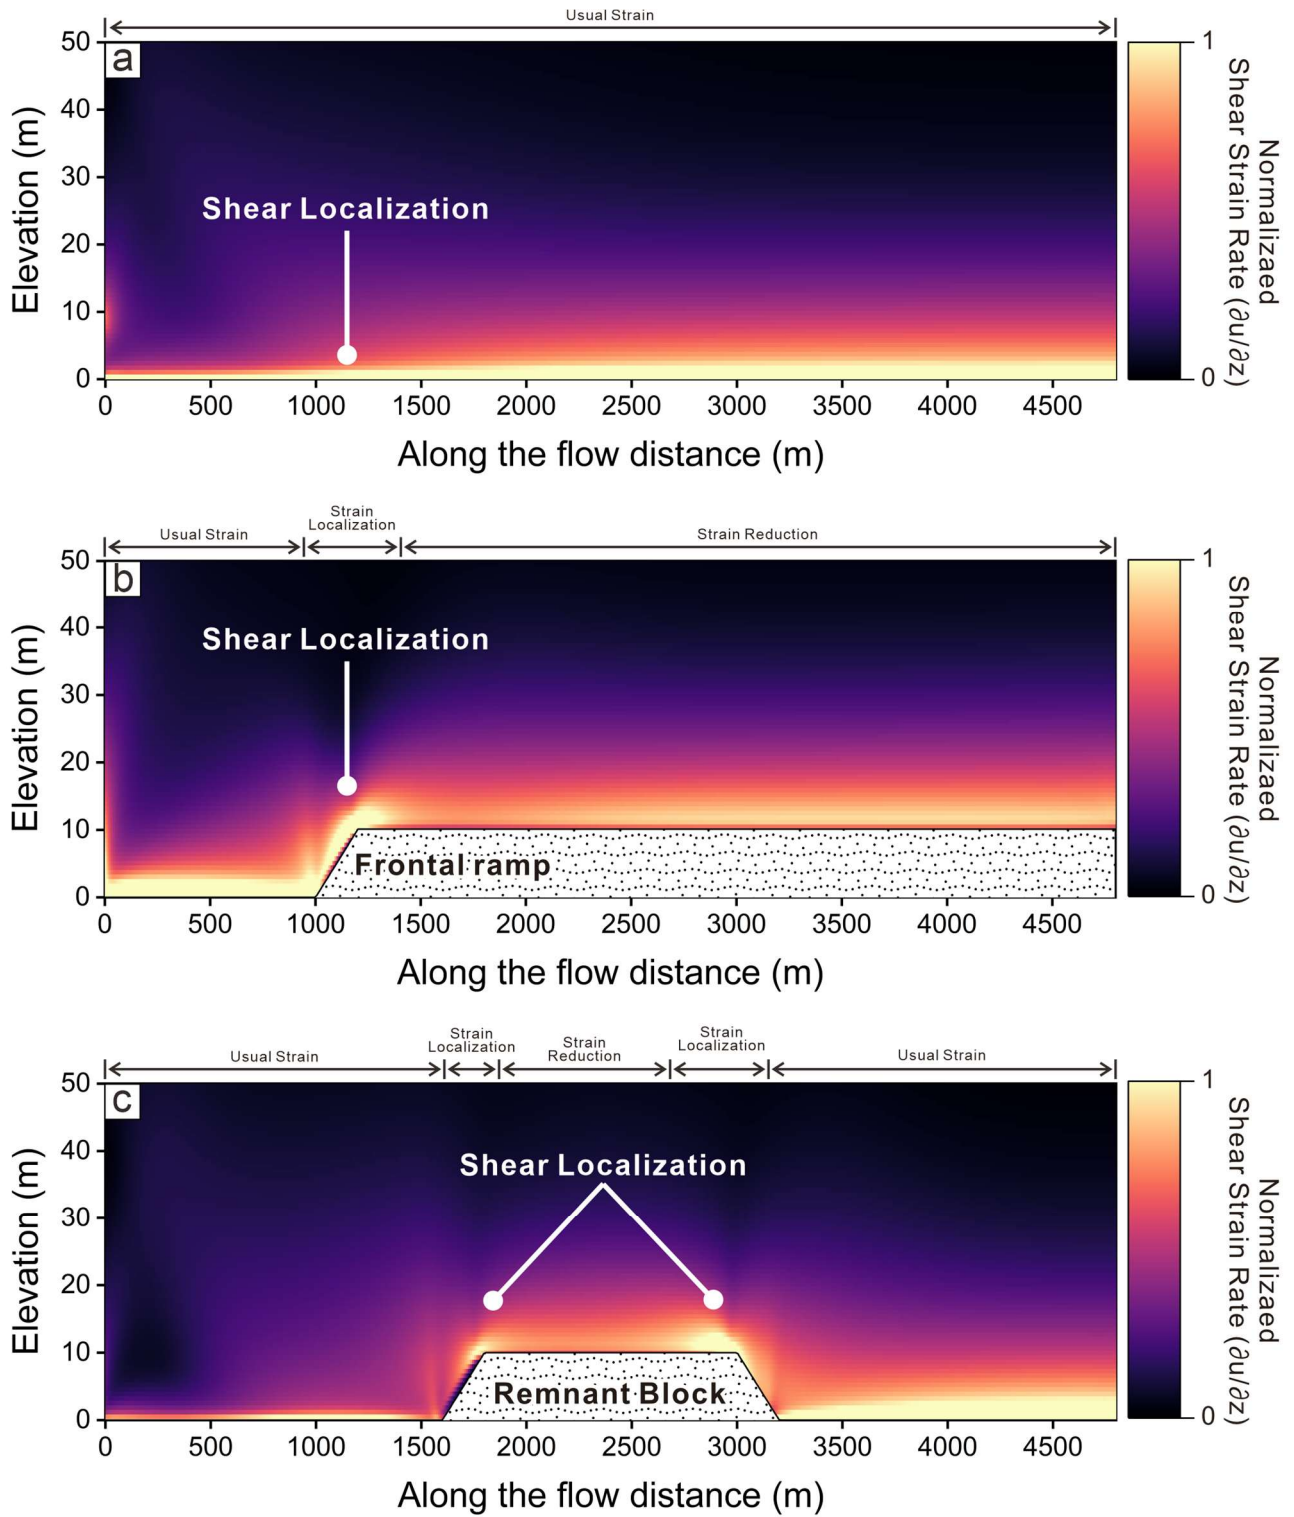 Usual Strain
a
50
40
30
20
10
0
Elevation (m)
Shear Localization
0 500 1000 1500 2000 2500 3000 3500 4000 4500
Along the flow distance (m)
1
0
Normalizaed
Shear Strain Rate (∂u/∂z)
Usual Strain
Strain
Localization
Strain Reduction
b
50
40
30
20
10
0
Elevation (m)
Shear Localization
Frontal ramp
0 500 1000 1500 2000 2500 3000 3500 4000 4500
Along the flow distance (m)
1
0
Normalizaed
Shear Strain Rate (∂u/∂z)
Usual Strain
Strain
Localization
Strain
Reduction
Strain
Localization
Usual Strain
c
50
40
30
20
10
0
Elevation (m)
Shear Localization
Remnant Block
0 500 1000 1500 2000 2500 3000 3500 4000 4500
Along the flow distance (m)
1
0
Normalizaed
Shear Strain Rate (∂u/∂z)